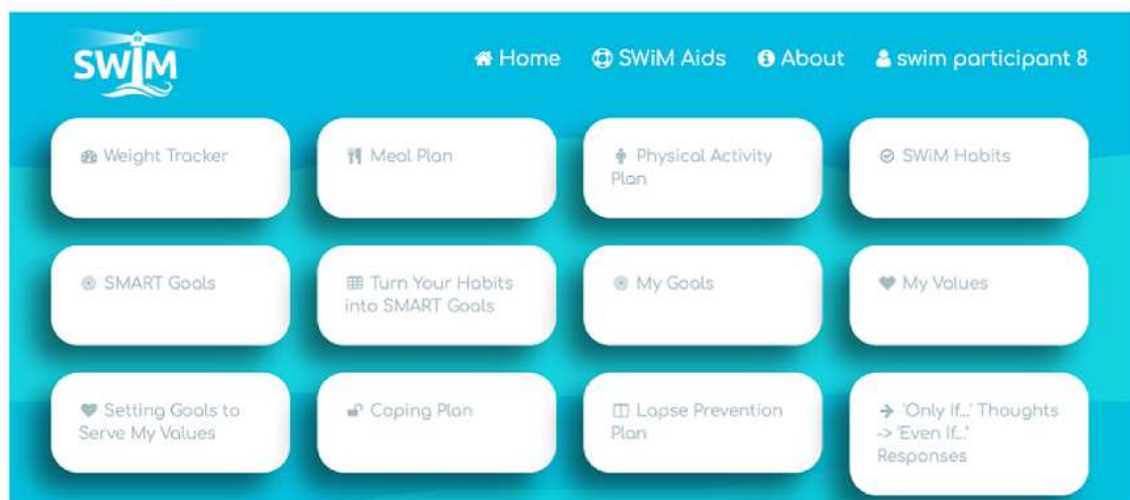 SWiM
Home SWiM Aids About swim participant 8
Weight Tracker
Meal Plan
Physical Activity
Plan
SWiM Habits
SMART Goals
Turn Your Habits
into SMART Goals
My Goals
My Values
Setting Goals to
Serve My Values
Coping Plan
Lapse Prevention
Plan
'Only If...' Thoughts
-> 'Even If...'
Responses